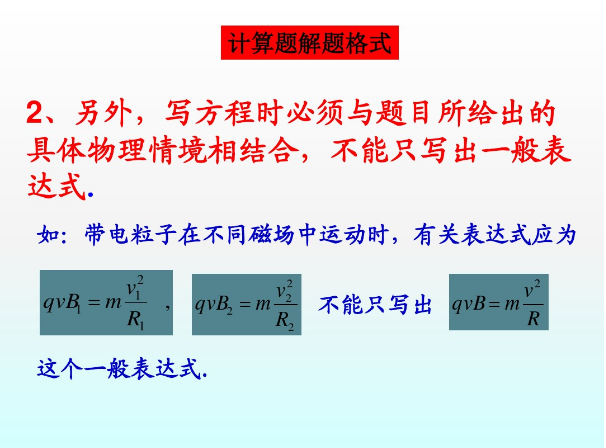 计算题解题格式
2、另外，写方程时必须与题目所给出的
具体物理情境相结合，不能只写出一般表
达式.
如：带电粒子在不同磁场中运动时，有关表达式应为
qvB₁ = m v₁²/R₁ , qvB₂ = m v₂²/R₂ 不能只写出 qvB = m v²/R
这个一般表达式.